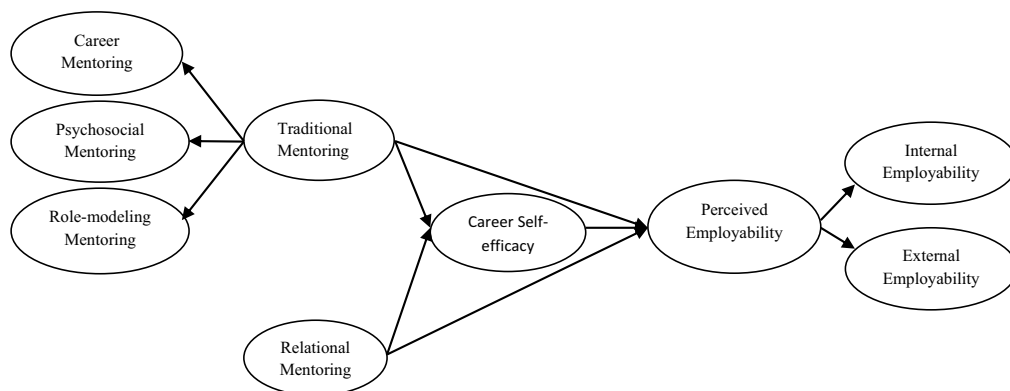 Career
Mentoring
Psychosocial
Mentoring
Role-modeling
Mentoring
Traditional
Mentoring
Career Self-
efficacy
Relational
Mentoring
Perceived
Employability
Internal
Employability
External
Employability